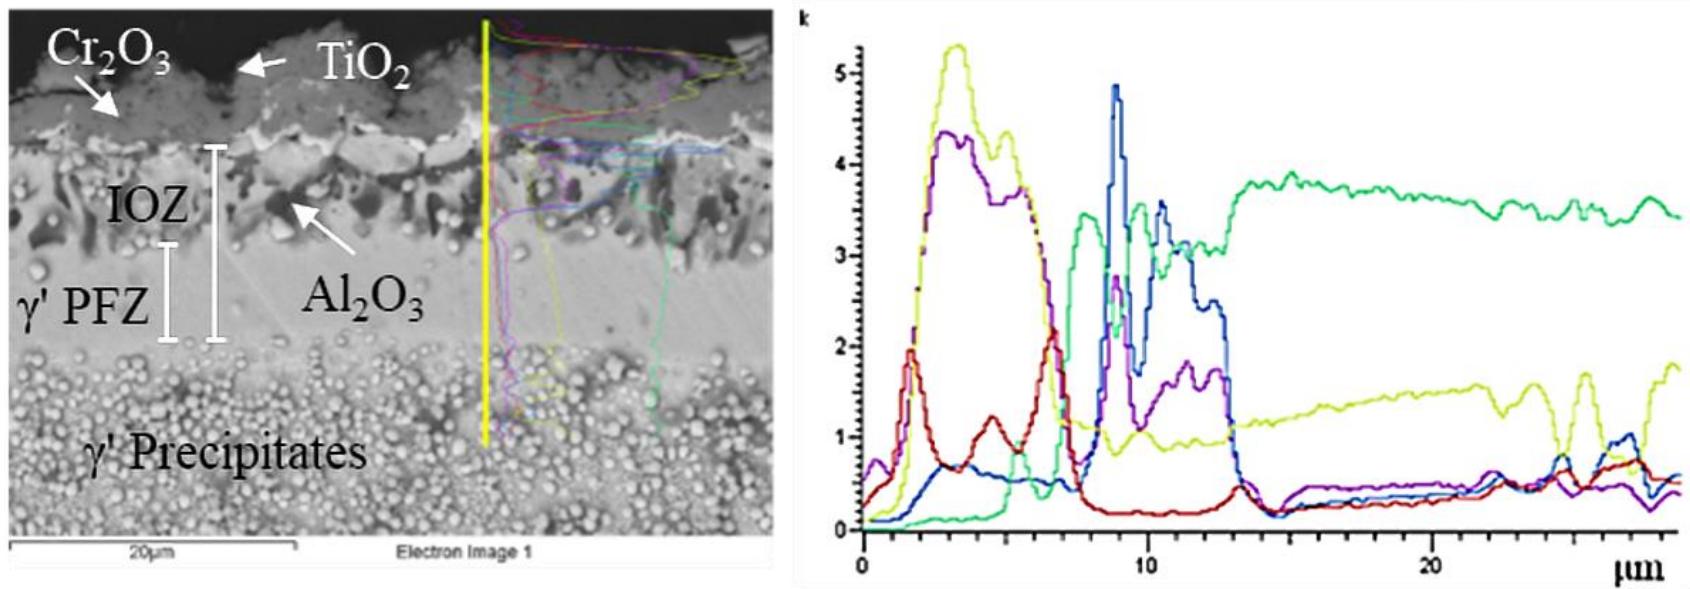 Cr₂O₃
TiO₂
IOZ
γ' PFZ
Al₂O₃
γ' Precipitates
20μm
Electron Image 1
k
5
4
3
2
1
0
0
10
20
μm